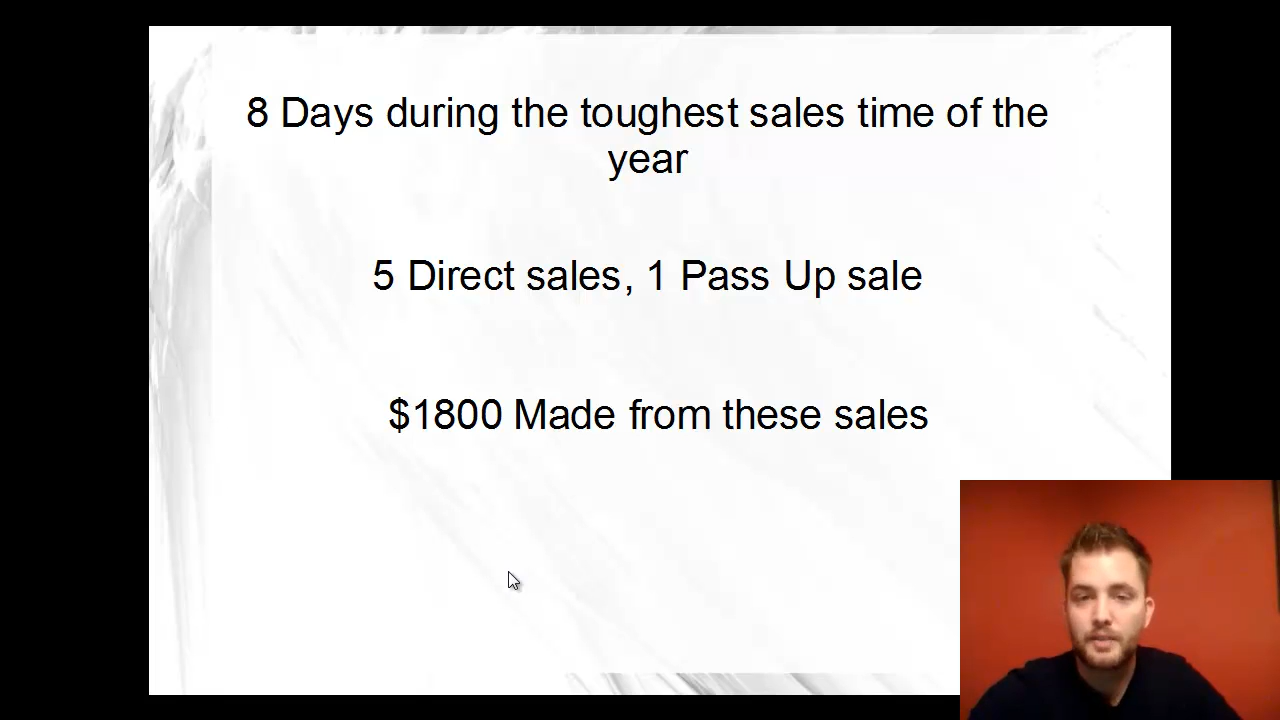 8 Days during the toughest sales time of the
year
5 Direct sales, 1 Pass Up sale
$1800 Made from these sales